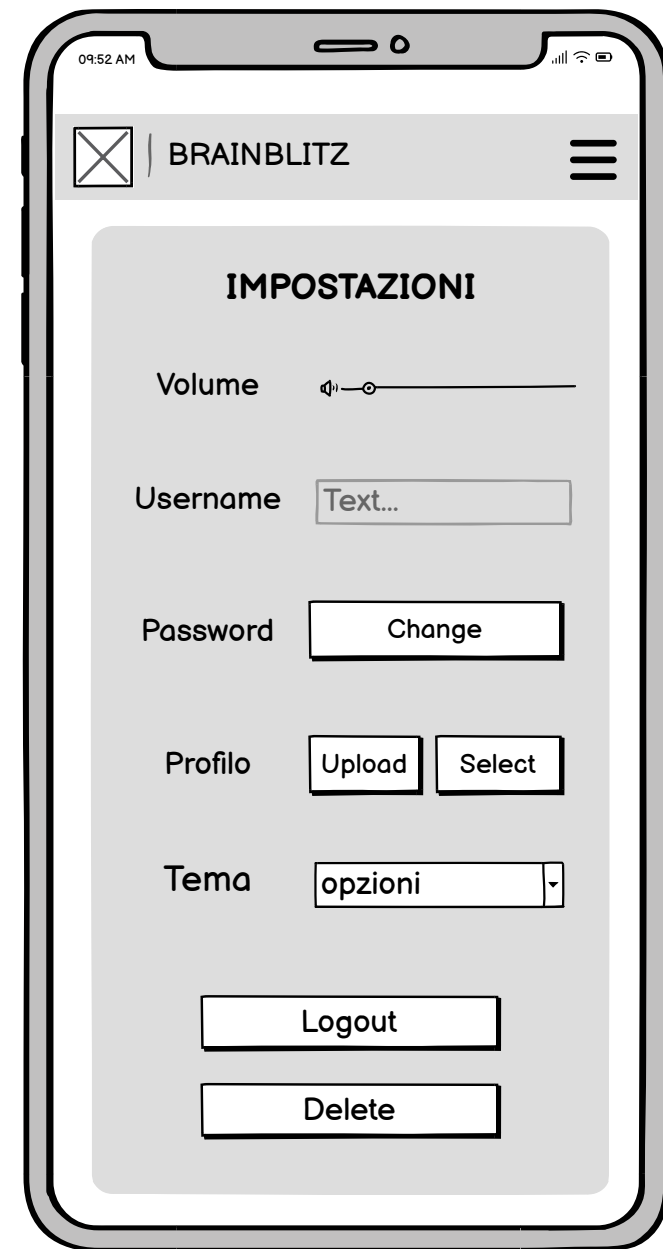 09:52 AM
BRAINBLITZ
IMPOSTAZIONI
Volume
Username Text...
Password Change
Profilo Upload Select
Tema opzioni
Logout
Delete